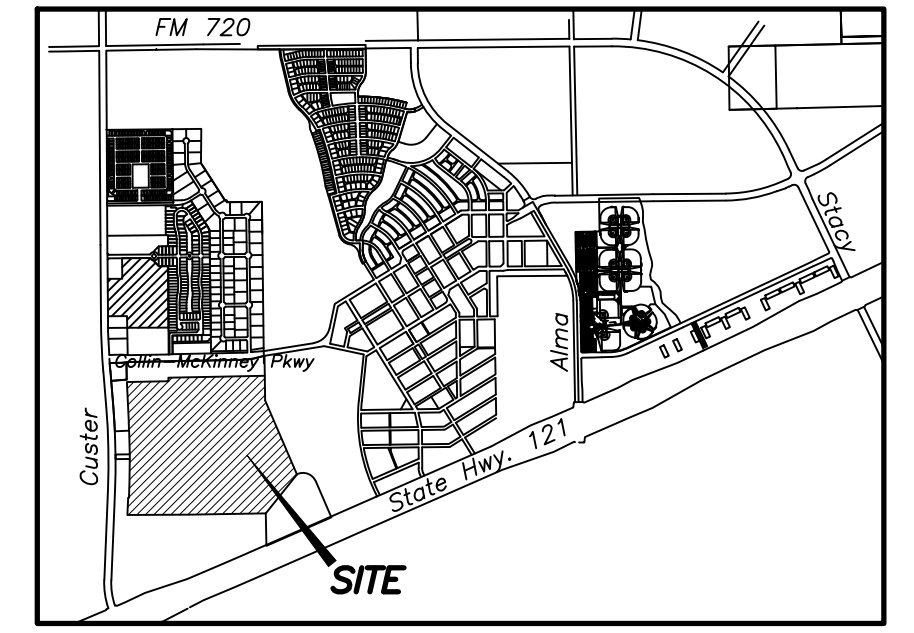 FM 720
Stacy
Alma
Collin-McKinney Pkwy
Custer
State Hwy. 121
SITE